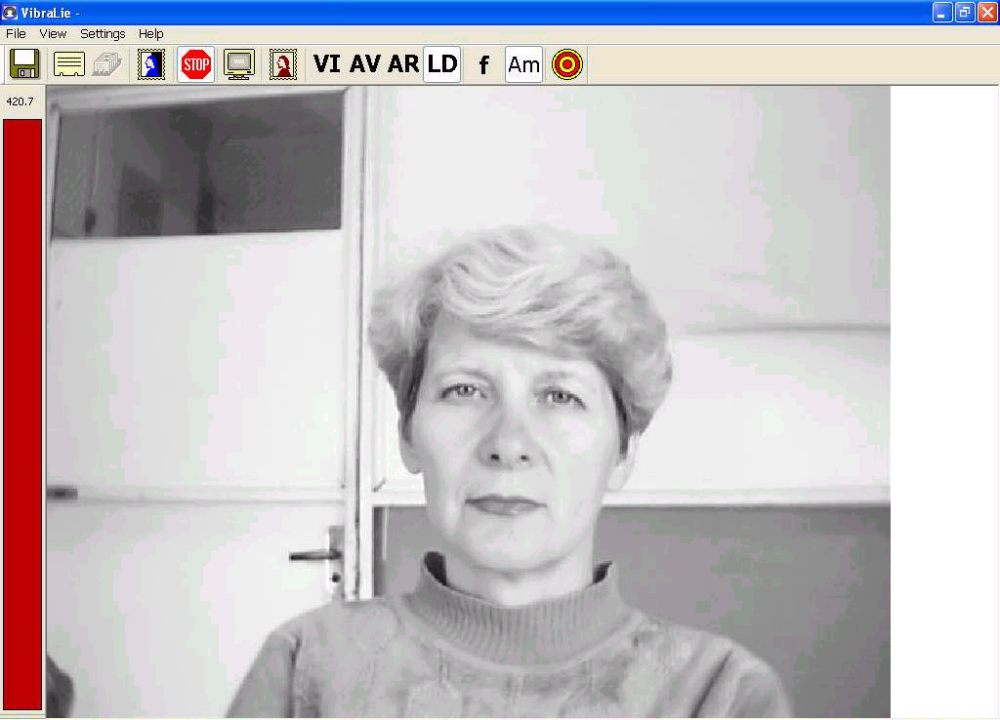 VibraLie -
File View Settings Help
STOP VI AV AR LD f Am
420.7